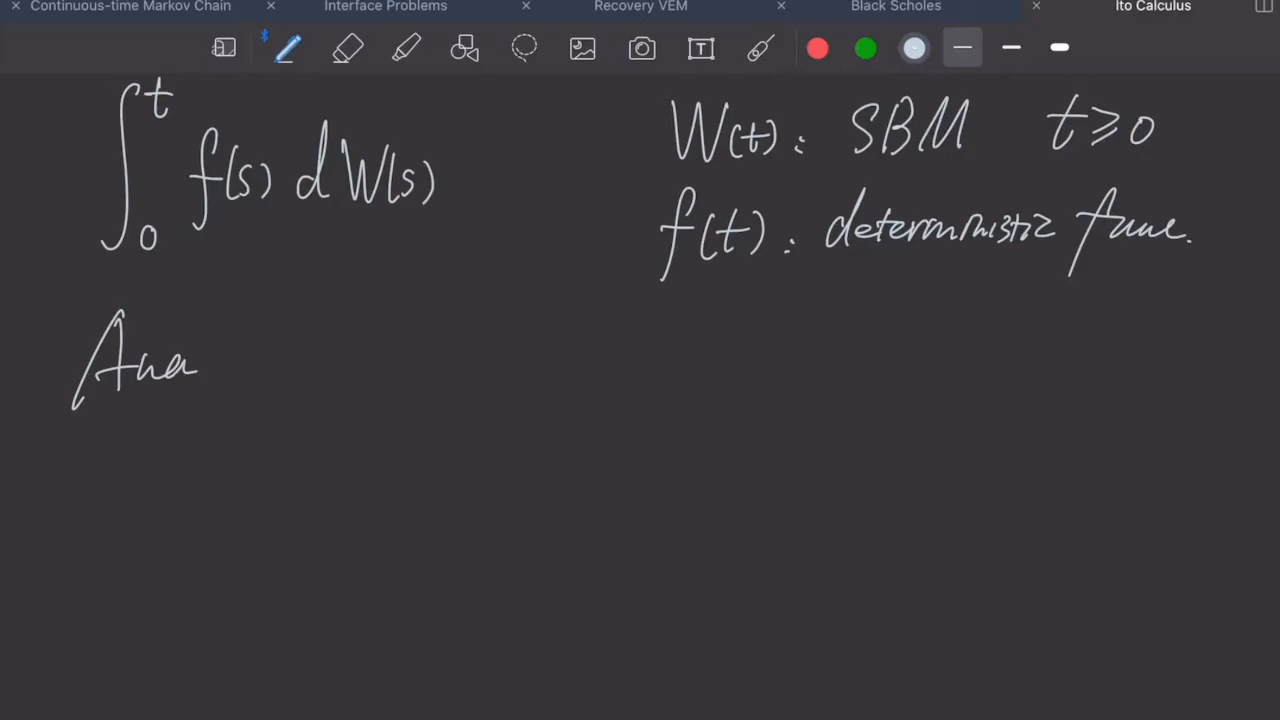 Continuous-time Markov Chain Interface Problems Recovery VEM Black Scholes Ito Calculus
T
∫₀ᵗ f(s) dW(s)
W(t): SBM t ⩾ 0
f(t): deterministic func.
Ana